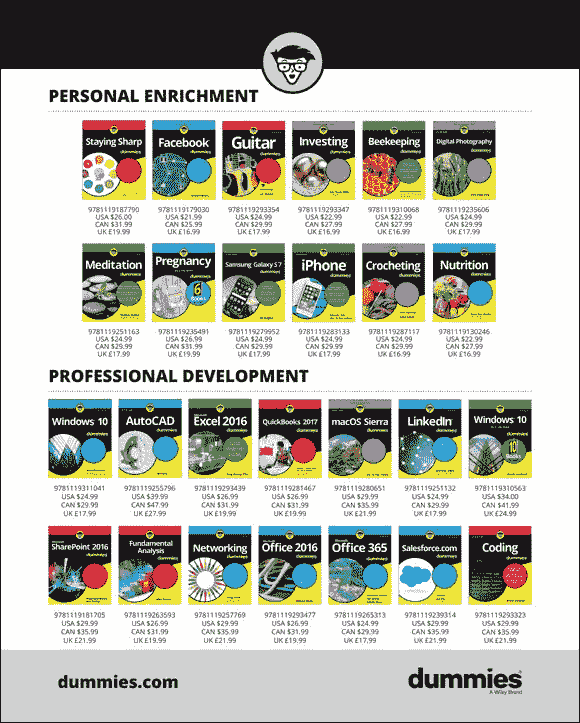 PERSONAL ENRICHMENT
Staying Sharp
Facebook
Guitar
Investing
Beekeeping
Digital Photography
9781119187790
USA $26.00
CAN $31.99
UK £19.99
9781119179030
USA $21.99
CAN $25.99
UK £16.99
9781119293354
USA $24.99
CAN $29.99
UK £17.99
9781119293347
USA $22.99
CAN $27.99
UK £16.99
9781119310068
USA $22.99
CAN $27.99
UK £16.99
9781119235606
USA $24.99
CAN $29.99
UK £17.99
Meditation
Pregnancy
6
Books
Samsung Galaxy S7
iPhone
Crocheting
Nutrition
9781119251163
USA $24.99
CAN $29.99
UK £17.99
9781119235491
USA $26.99
CAN $31.99
UK £19.99
9781119279952
USA $24.99
CAN $29.99
UK £17.99
9781119283133
USA $24.99
CAN $29.99
UK £17.99
9781119287117
USA $24.99
CAN $29.99
UK £16.99
9781119130246
USA $22.99
CAN $27.99
UK £16.99
PROFESSIONAL DEVELOPMENT
Windows 10
AutoCAD
Excel 2016
QuickBooks 2017
macOS Sierra
LinkedIn
Windows 10
10
Books
9781119311041
USA $24.99
CAN $29.99
UK £17.99
9781119255796
USA $39.99
CAN $47.99
UK £27.99
9781119293439
USA $26.99
CAN $31.99
UK £19.99
9781119281467
USA $26.99
CAN $31.99
UK £19.99
9781119280651
USA $29.99
CAN $35.99
UK £21.99
9781119251132
USA $24.99
CAN $29.99
UK £17.99
9781119310563
USA $34.00
CAN $41.99
UK £24.99
SharePoint 2016
Fundamental
Analysis
Networking
Office 2016
Office 365
Salesforce.com
Coding
9781119181705
USA $29.99
CAN $35.99
UK £21.99
9781119263593
USA $26.99
CAN $31.99
UK £19.99
9781119257769
USA $29.99
CAN $35.99
UK £21.99
9781119293477
USA $26.99
CAN $31.99
UK £19.99
9781119265313
USA $24.99
CAN $29.99
UK £17.99
9781119239314
USA $29.99
CAN $35.99
UK £21.99
9781119293323
USA $29.99
CAN $35.99
UK £21.99
dummies.com
dummies
A Wiley Brand